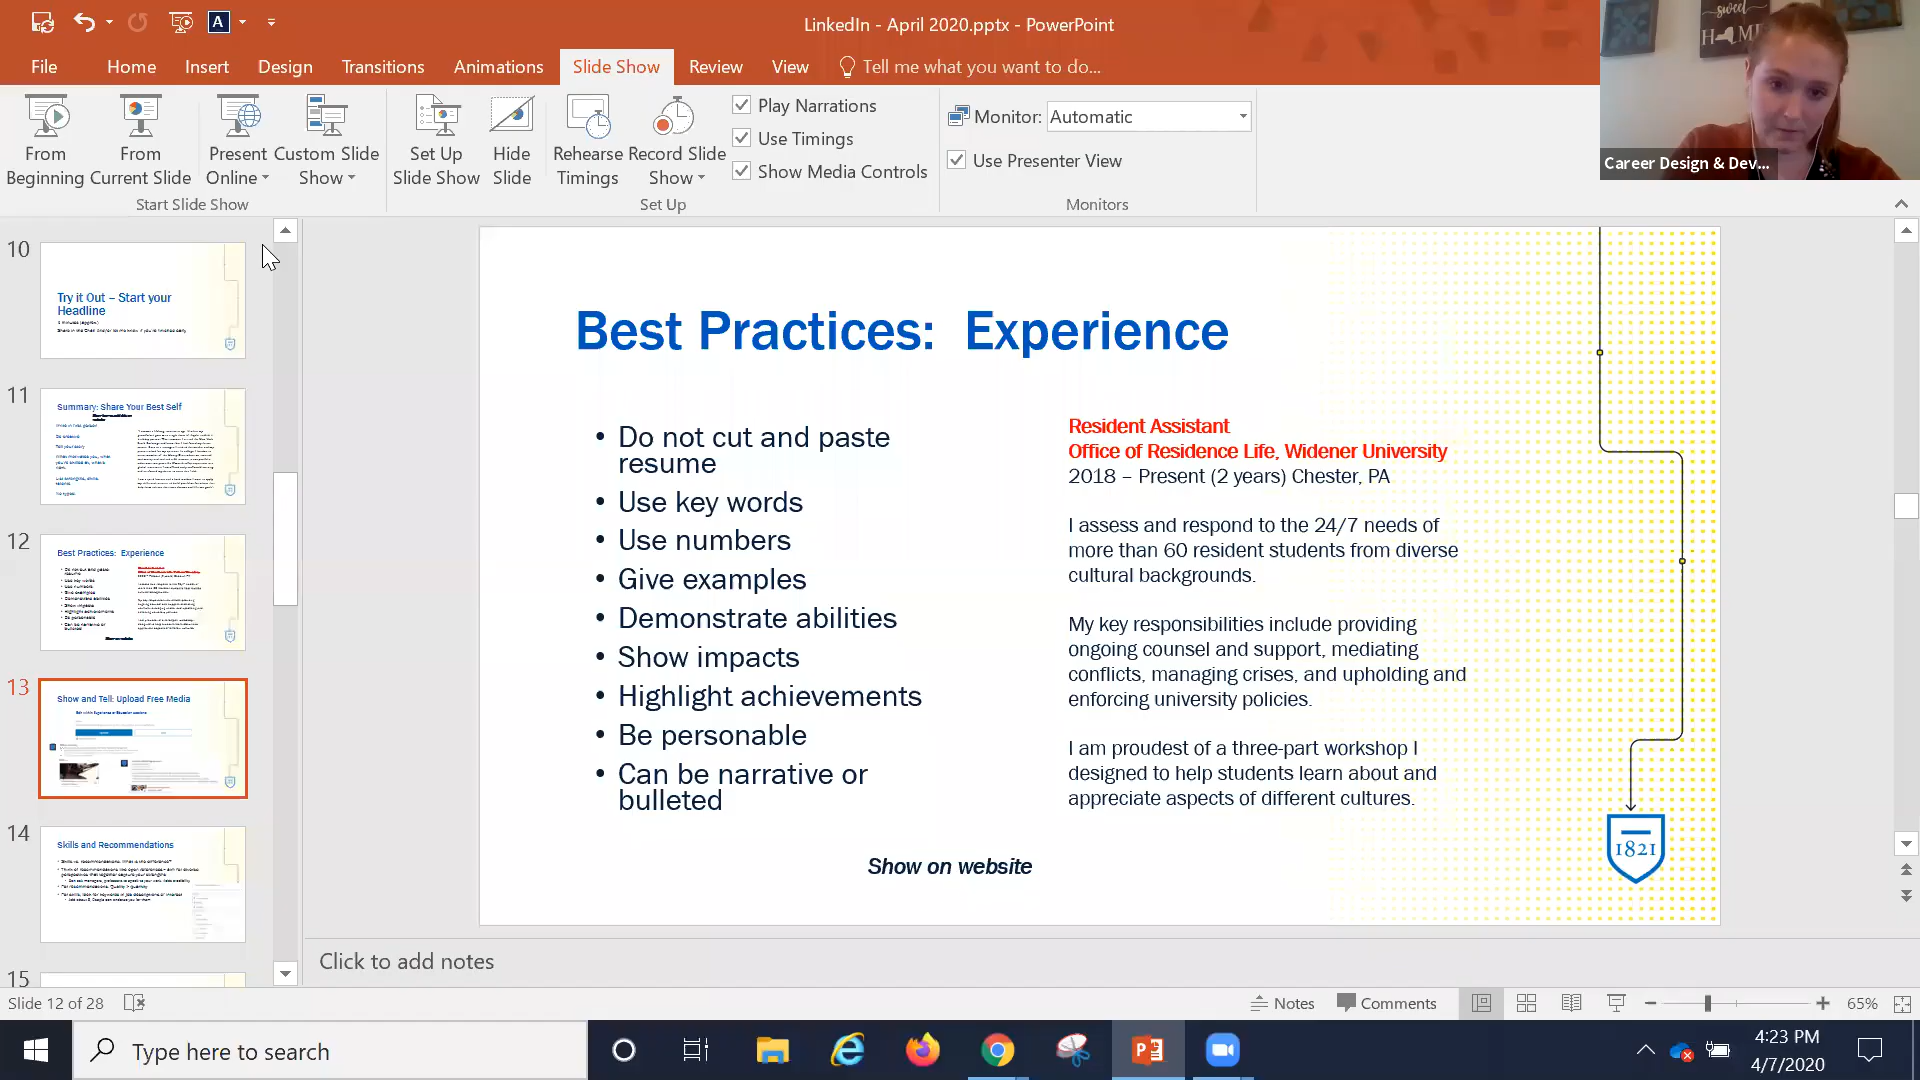 LinkedIn - April 2020.pptx - PowerPoint
A
File Home Insert Design Transitions Animations Slide Show Review View Tell me what you want to do...
From Beginning
From Current Slide
Present Online
Custom Slide Show
Start Slide Show
Set Up Slide Show
Hide Slide
Rehearse Timings
Record Slide Show
Play Narrations
Use Timings
Show Media Controls
Set Up
Monitor: Automatic
Use Presenter View
Monitors
sweet
HOME
Career Design & Dev...
10
Try it Out – Start your
Headline
11
Summary: Share Your Best Self
12
Best Practices: Experience
13
Show and Tell: Upload Free Media
14
Skills and Recommendations
15
Best Practices: Experience
• Do not cut and paste
resume
• Use key words
• Use numbers
• Give examples
• Demonstrate abilities
• Show impacts
• Highlight achievements
• Be personable
• Can be narrative or
bulleted
Resident Assistant
Office of Residence Life, Widener University
2018 – Present (2 years) Chester, PA
I assess and respond to the 24/7 needs of
more than 60 resident students from diverse
cultural backgrounds.
My key responsibilities include providing
ongoing counsel and support, mediating
conflicts, managing crises, and upholding and
enforcing university policies.
I am proudest of a three-part workshop I
designed to help students learn about and
appreciate aspects of different cultures.
Show on website
1821
Click to add notes
Slide 12 of 28
Notes Comments 65%
Type here to search
4:23 PM
4/7/2020